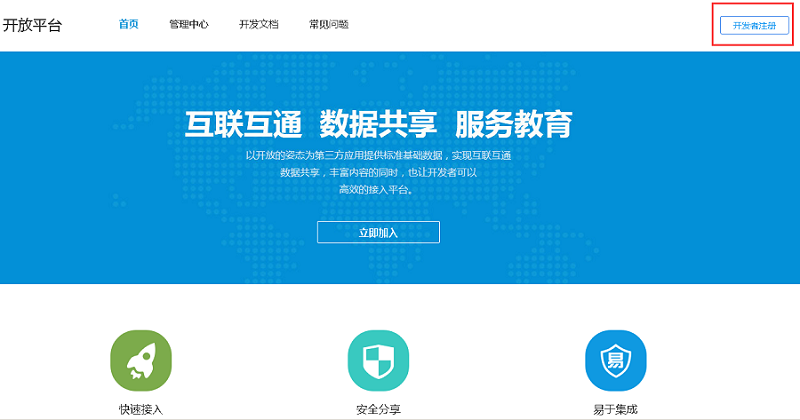 开放平台 首页 管理中心 开发文档 常见问题 开发者注册
互联互通 数据共享 服务教育
以开放的姿态为第三方应用提供标准基础数据，实现互联互通
数据共享，丰富内容的同时，也让开发者可以
高效的接入平台。
立即加入
易
快速接入 安全分享 易于集成